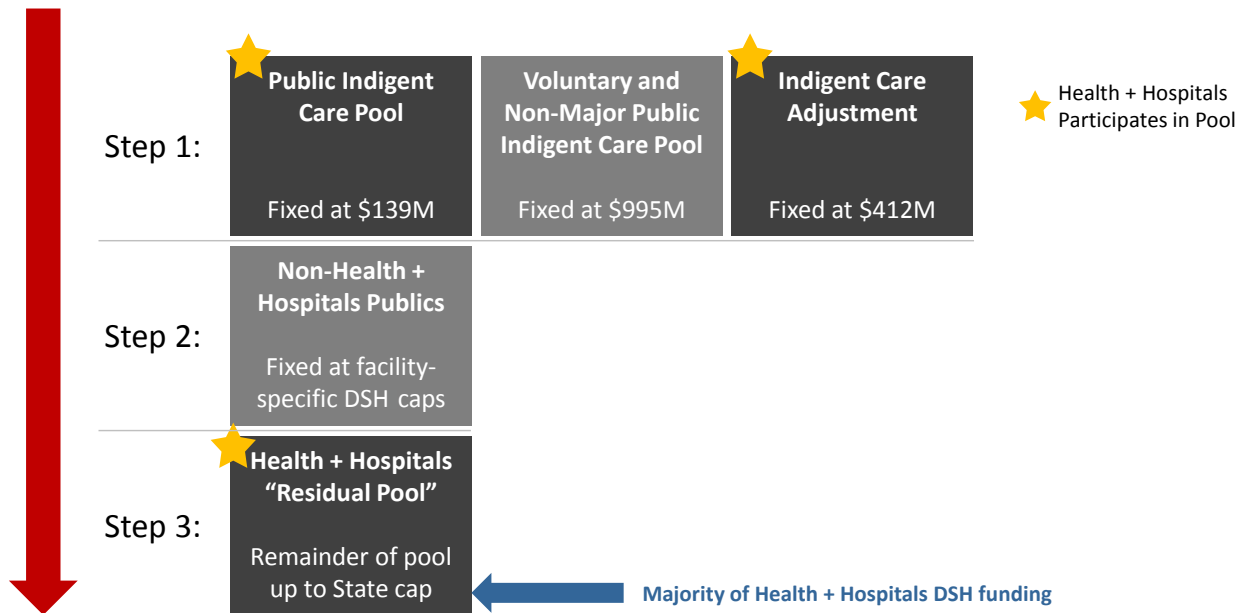 Step 1:
Public Indigent
Care Pool
Fixed at $139M
Voluntary and
Non-Major Public
Indigent Care Pool
Fixed at $995M
Indigent Care
Adjustment
Fixed at $412M
Health + Hospitals
Participates in Pool
Step 2:
Non-Health +
Hospitals Publics
Fixed at facility-
specific DSH caps
Step 3:
Health + Hospitals
“Residual Pool”
Remainder of pool
up to State cap
Majority of Health + Hospitals DSH funding